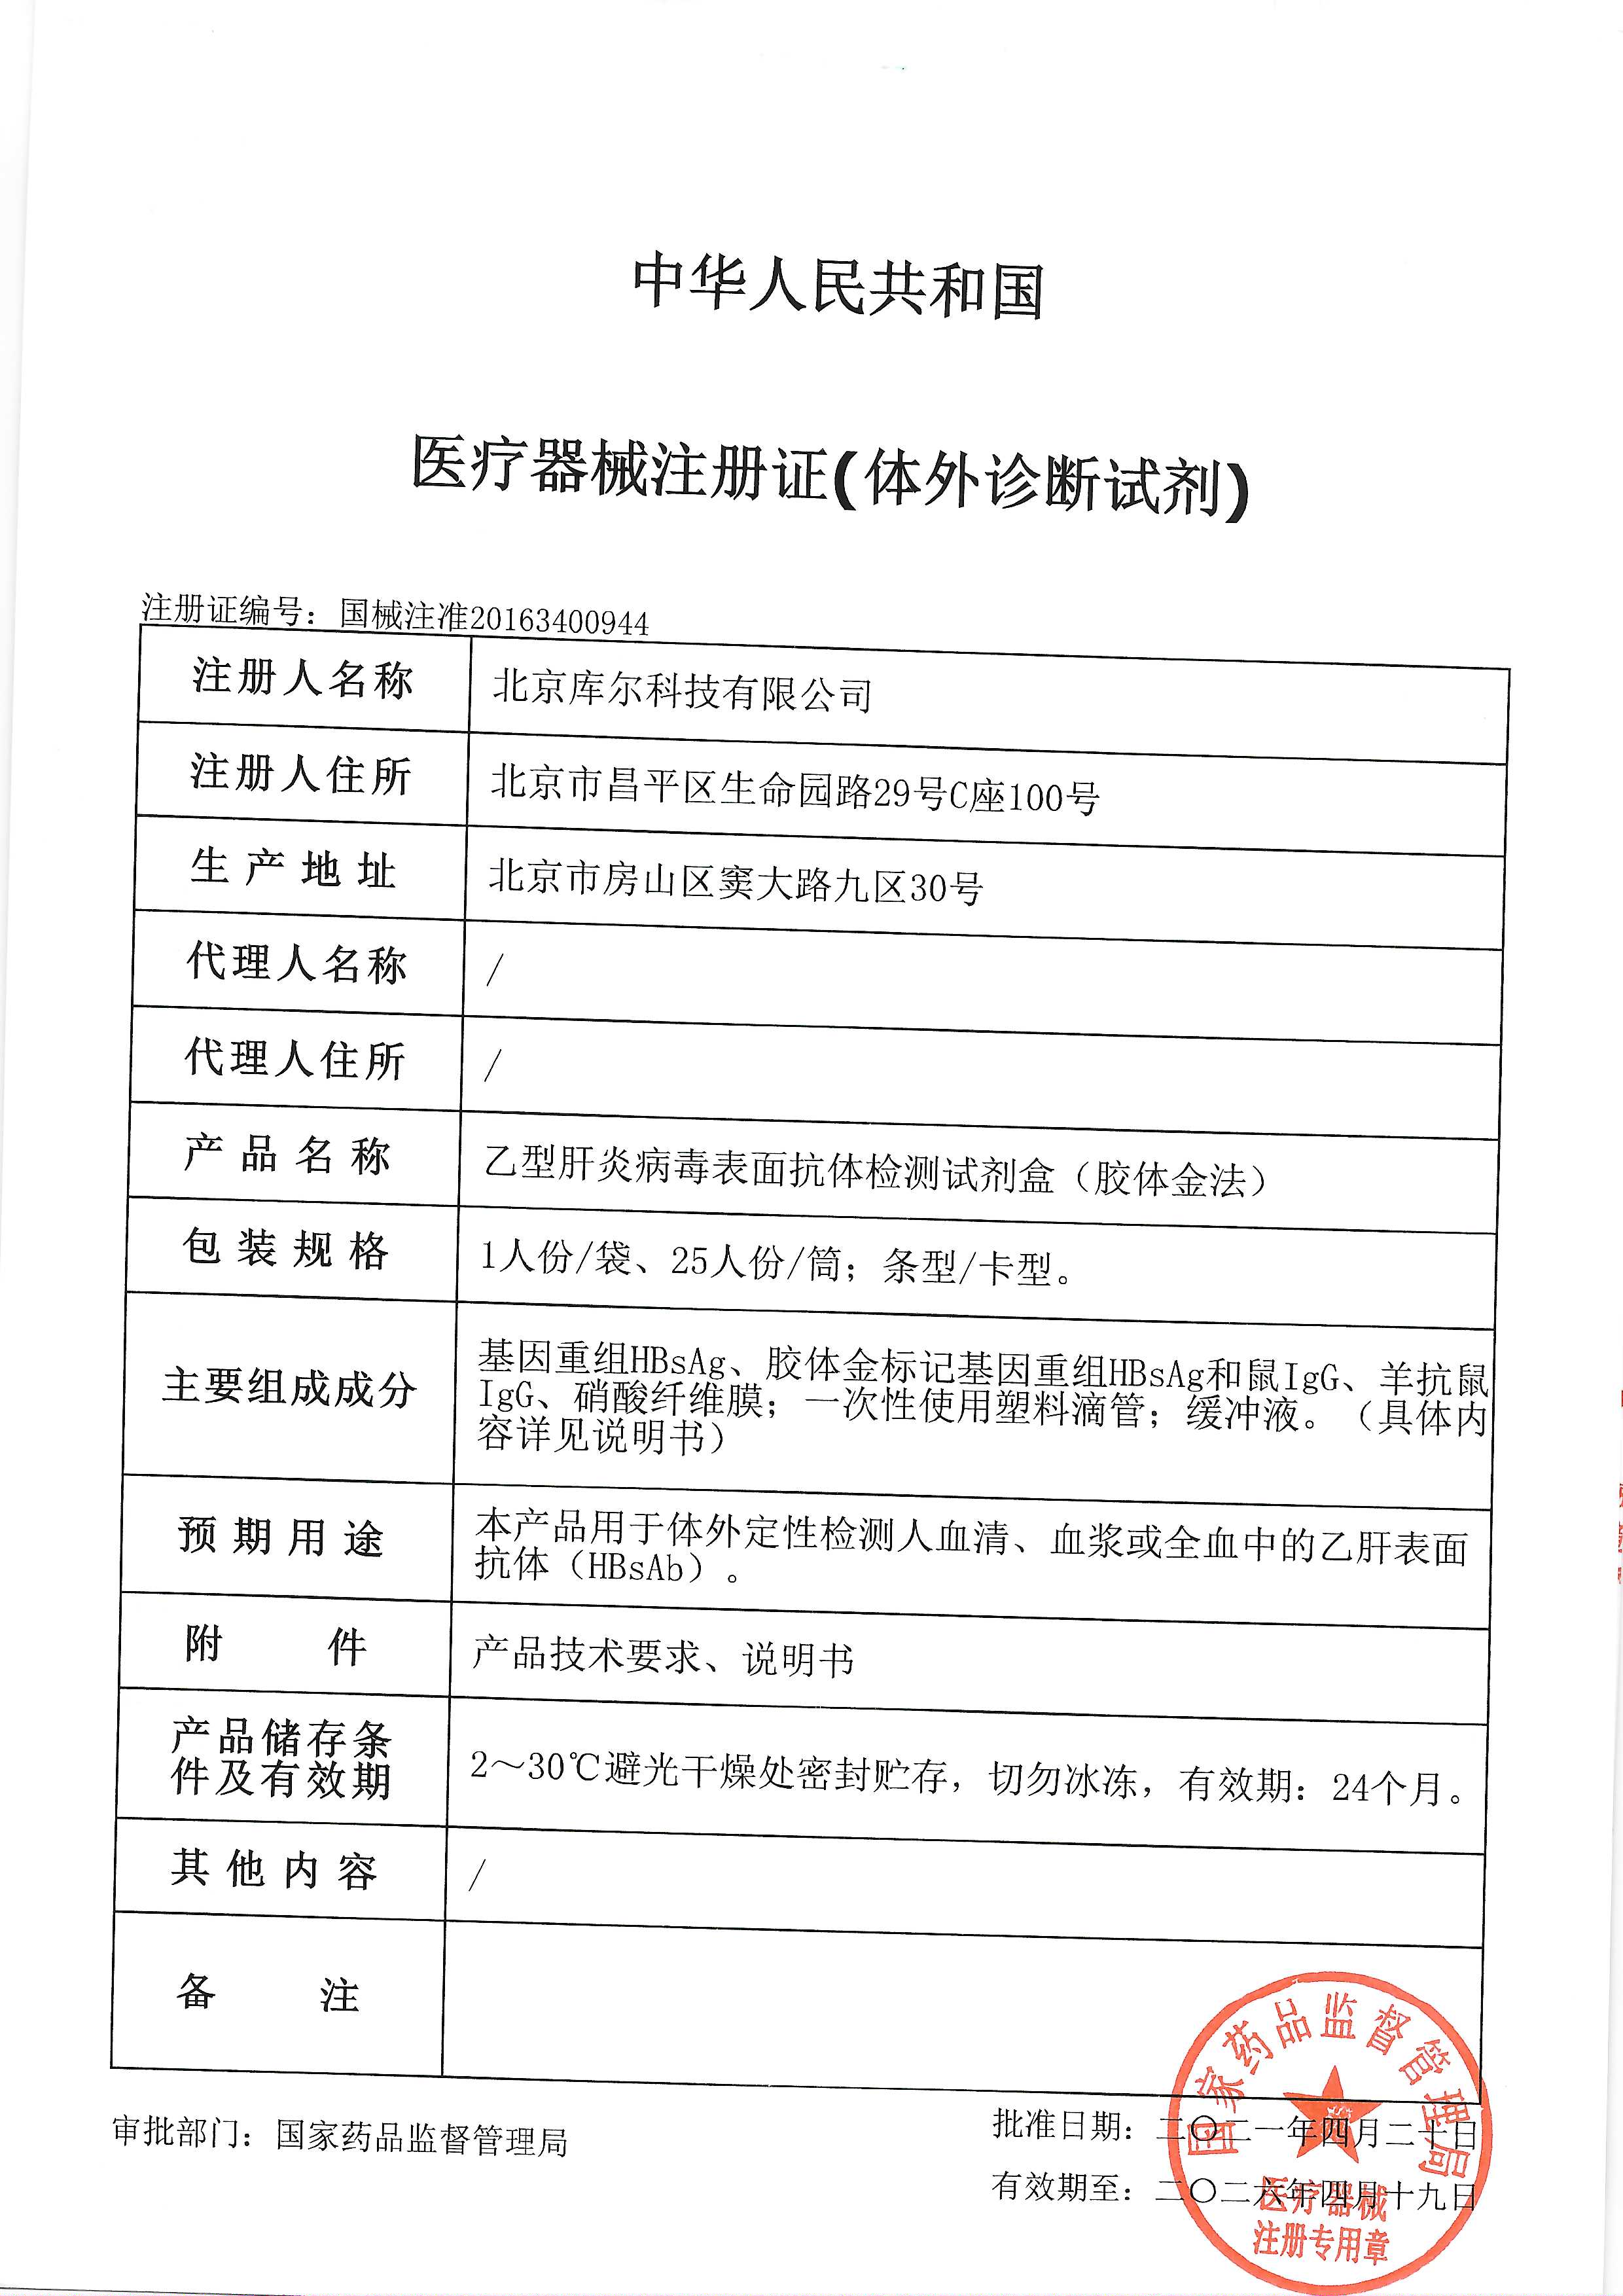 中华人民共和国
医疗器械注册证(体外诊断试剂)
注册证编号：国械注准20163400944
注册人名称 北京库尔科技有限公司
注册人住所 北京市昌平区生命园路29号C座100号
生产地址 北京市房山区窦大路九区30号
代理人名称 /
代理人住所 /
产品名称 乙型肝炎病毒表面抗体检测试剂盒（胶体金法）
包装规格 1人份/袋、25人份/筒；条型/卡型。
主要组成成分 基因重组HBsAg、胶体金标记基因重组HBsAg和鼠IgG、羊抗鼠
IgG、硝酸纤维膜；一次性使用塑料滴管；缓冲液。（具体内
容详见说明书）
预期用途 本产品用于体外定性检测人血清、血浆或全血中的乙肝表面
抗体（HBsAb）。
附件 产品技术要求、说明书
产品储存条
件及有效期 2～30℃避光干燥处密封贮存，切勿冰冻，有效期：24个月。
其他内容 /
备注
审批部门：国家药品监督管理局
批准日期：二〇二一年四月二十日
有效期至：二〇二六年四月十九日
国家药品监督管理局
医疗器械
注册专用章